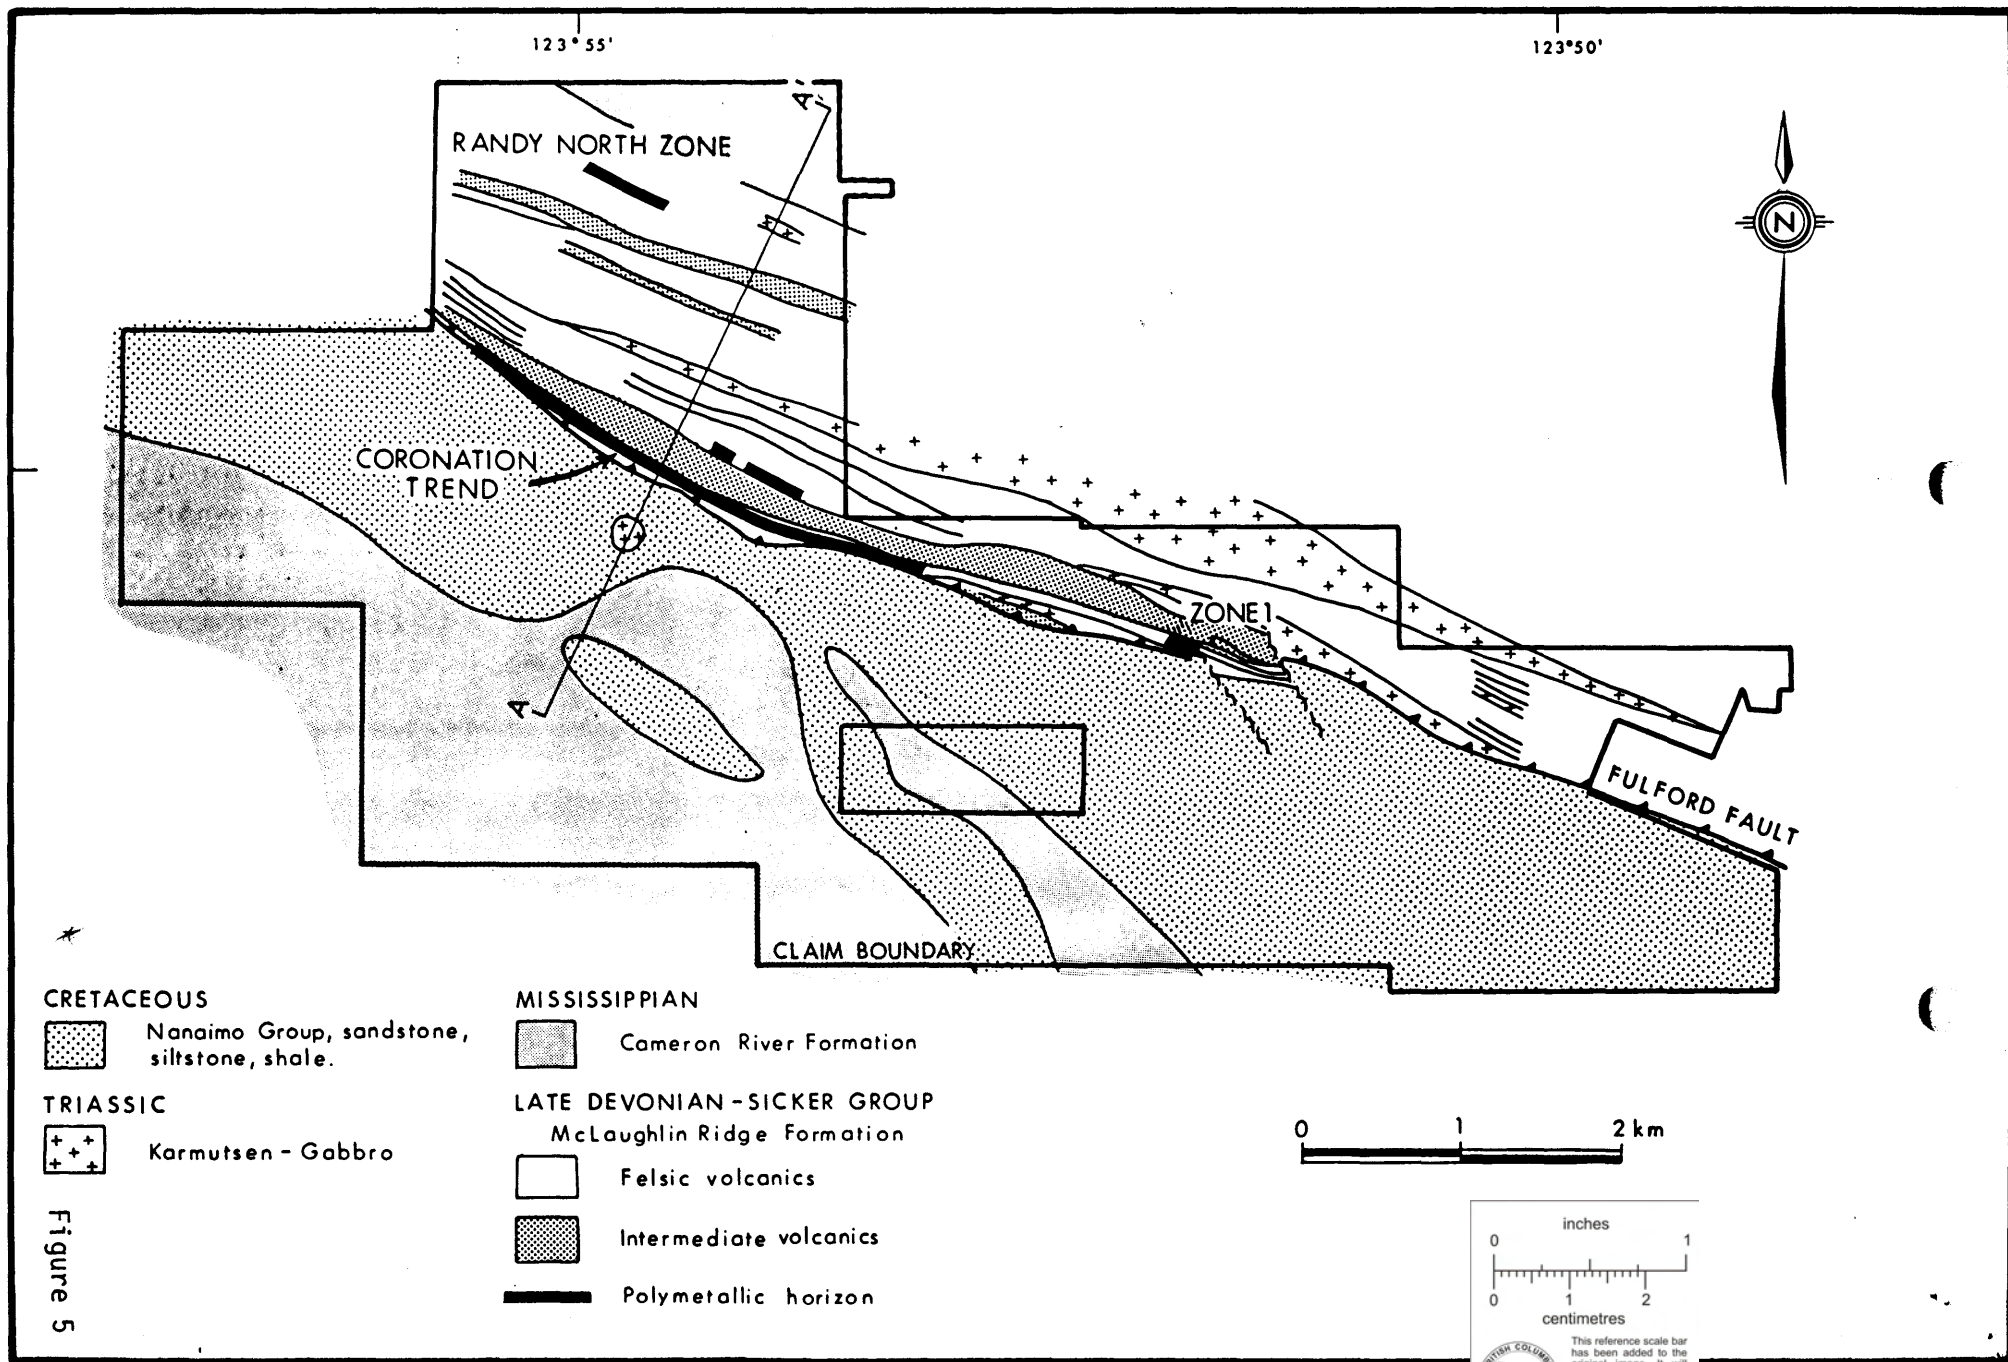 123° 55'
123° 50'
A'
RANDY NORTH ZONE
N
CORONATION
TREND
ZONE 1
A
FULFORD FAULT
CLAIM BOUNDARY
CRETACEOUS
Nanaimo Group, sandstone,
siltstone, shale.
TRIASSIC
Karmutsen - Gabbro
MISSISSIPPIAN
Cameron River Formation
LATE DEVONIAN - SICKER GROUP
McLaughlin Ridge Formation
Felsic volcanics
Intermediate volcanics
Polymetallic horizon
0 1 2 km
Figure 5
inches
0 1
0 1 2
centimetres
This reference scale bar
has been added to the